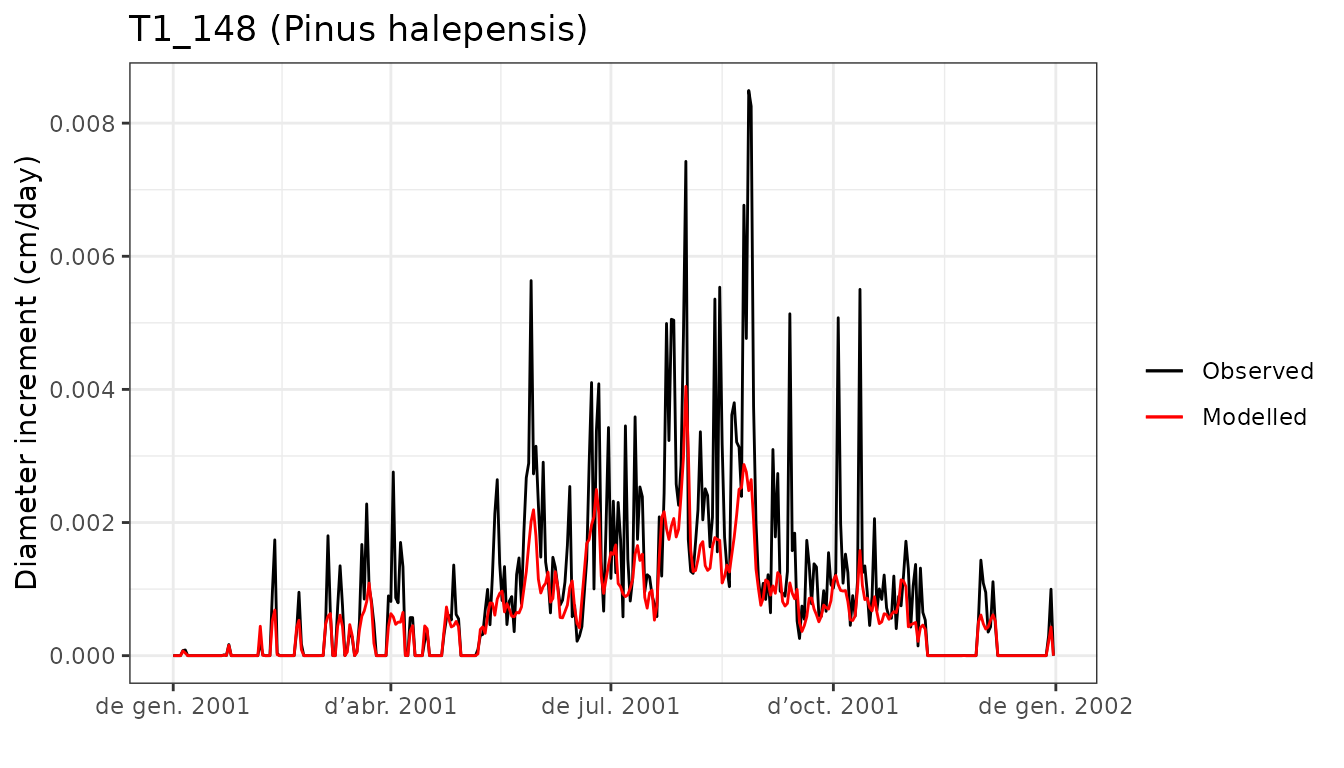 T1_148 (Pinus halepensis)
Diameter increment (cm/day)
0.008
0.006
0.004
0.002
0.000
de gen. 2001
d’abr. 2001
de jul. 2001
d’oct. 2001
de gen. 2002
Observed
Modelled